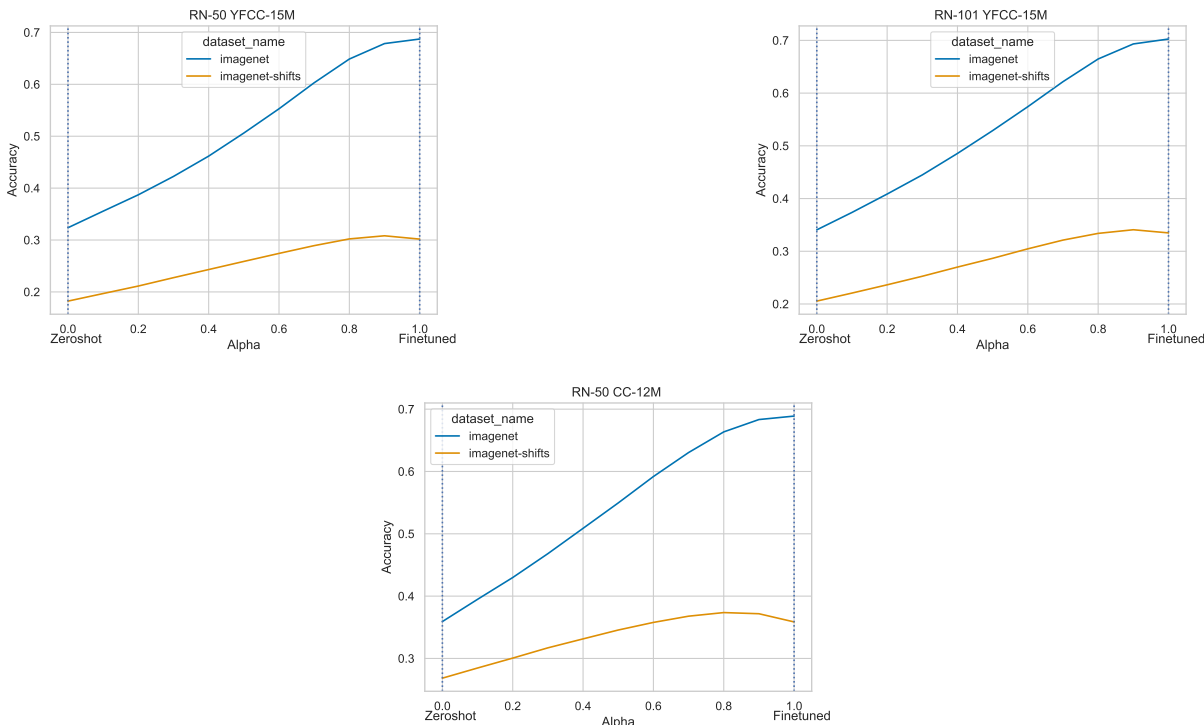 RN-50 YFCC-15M
dataset_name
imagenet
imagenet-shifts
0.7
0.6
0.5
0.4
0.3
0.2
Accuracy
0.0 0.2 0.4 0.6 0.8 1.0
Zeroshot Alpha Finetuned
RN-101 YFCC-15M
dataset_name
imagenet
imagenet-shifts
0.7
0.6
0.5
0.4
0.3
0.2
Accuracy
0.0 0.2 0.4 0.6 0.8 1.0
Zeroshot Alpha Finetuned
RN-50 CC-12M
dataset_name
imagenet
imagenet-shifts
0.7
0.6
0.5
0.4
0.3
Accuracy
0.0 0.2 0.4 0.6 0.8 1.0
Zeroshot Alpha Finetuned